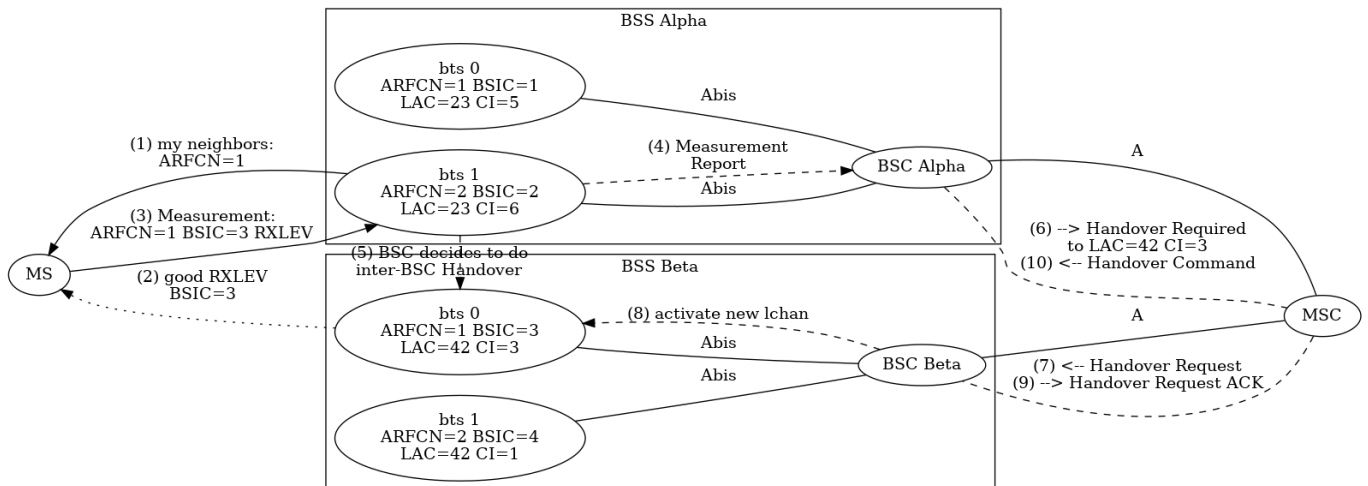 BSS Alpha
bts 0
ARFCN=1 BSIC=1
LAC=23 CI=5
Abis
(1) my neighbors:
ARFCN=1
(4) Measurement
Report
BSC Alpha
A
bts 1
ARFCN=2 BSIC=2
LAC=23 CI=6
Abis
(3) Measurement:
ARFCN=1 BSIC=3 RXLEV
(6) --> Handover Required
to LAC=42 CI=3
(10) <-- Handover Command
(5) BSC decides to do
inter-BSC Handover
MS
(2) good RXLEV
BSIC=3
BSS Beta
bts 0
ARFCN=1 BSIC=3
LAC=42 CI=3
(8) activate new lchan
A
MSC
Abis
BSC Beta
(7) <-- Handover Request
(9) --> Handover Request ACK
Abis
bts 1
ARFCN=2 BSIC=4
LAC=42 CI=1